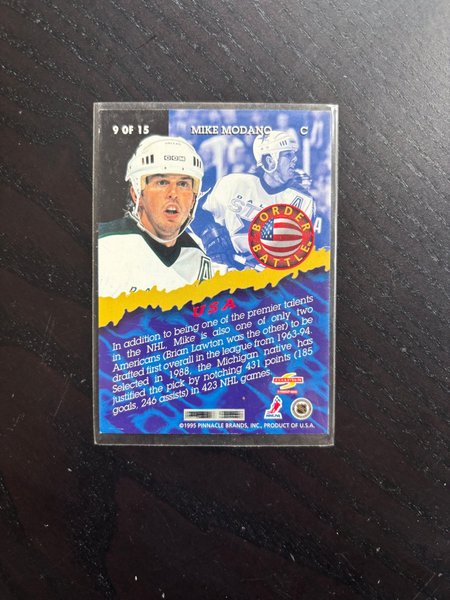 9 OF 15 MIKE MODANO C
CCM
BORDER
BATTLE
USA
In addition to being one of the premier talents
in the NHL, Mike is also one of only two
Americans (Brian Lawton was the other) to be
drafted first overall in the league from 1963-94.
Selected in 1988, the Michigan native has
justified the pick by notching 431 points (185
goals, 246 assists) in 423 NHL games.
©1995 PINNACLE BRANDS, INC., PRODUCT OF U.S.A.